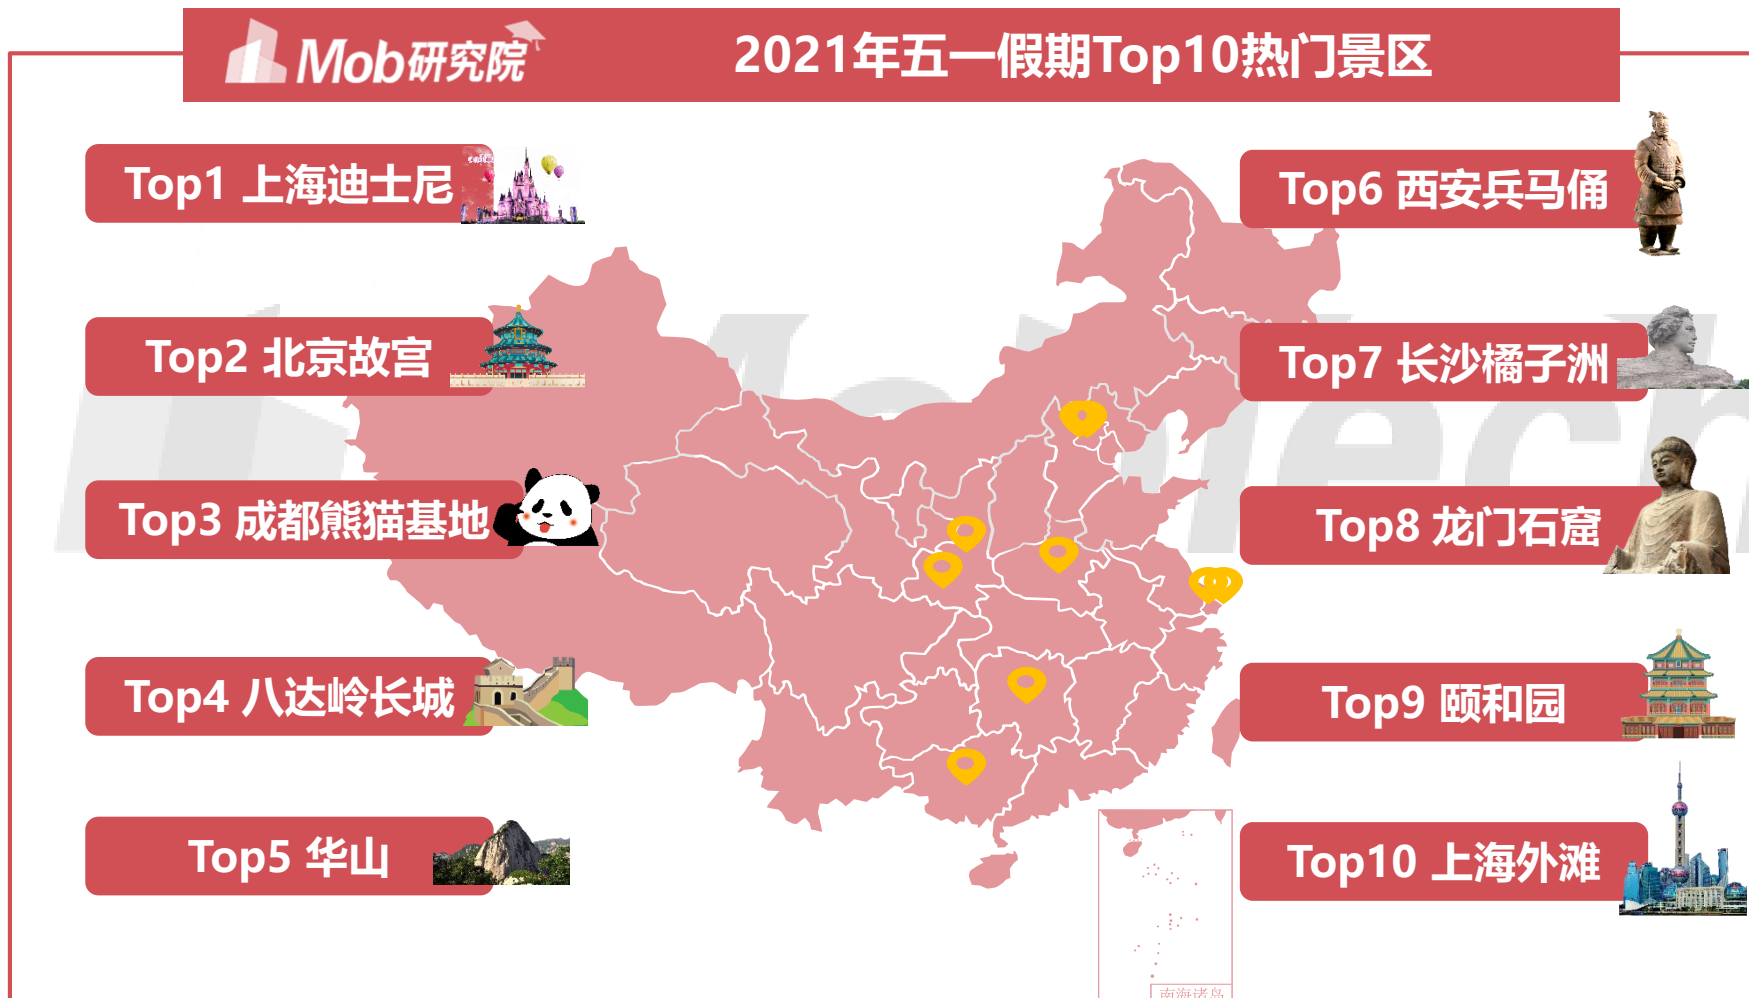 Mob研究院
2021年五一假期Top10热门景区
Top1 上海迪士尼
Top2 北京故宫
Top3 成都熊猫基地
Top4 八达岭长城
Top5 华山
Top6 西安兵马俑
Top7 长沙橘子洲
Top8 龙门石窟
Top9 颐和园
Top10 上海外滩
南海诸岛